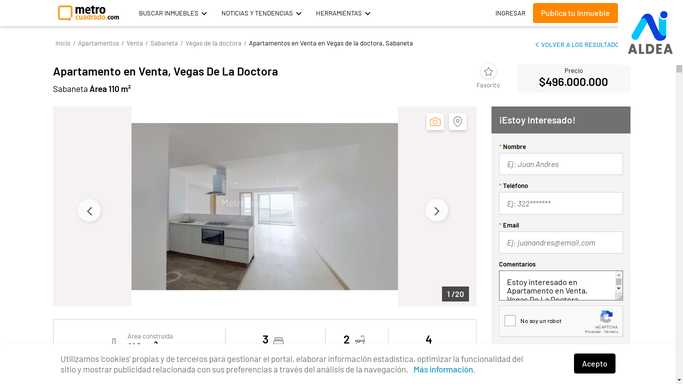 metro
cuadrado.com
BUSCAR INMUEBLES
NOTICIAS Y TENDENCIAS
HERRAMIENTAS
INGRESAR
Publica tu Inmueble
ALDEA
Inicio / Apartamentos / Venta / Sabaneta / Vegas de la doctora / Apartamentos en Venta en Vegas de la doctora, Sabaneta
VOLVER A LOS RESULTADO
Apartamento en Venta, Vegas De La Doctora
Sabaneta Área 110 m²
Favorito
Precio
$496.000.000
1 / 20
¡Estoy Interesado!
* Nombre
Ej: Juan Andres
* Teléfono
Ej: 322*******
* Email
Ej: juanandres@email.com
Comentarios
Estoy interesado en
Apartamento en Venta,
Vegas De La Doctora
No soy un robot
reCAPTCHA
Privacidad - Términos
Área construida
3
2
4
Utilizamos 'cookies' propias y de terceros para gestionar el portal, elaborar información estadística, optimizar la funcionalidad del
sitio y mostrar publicidad relacionada con sus preferencias a través del análisis de la navegación. Más información.
Acepto